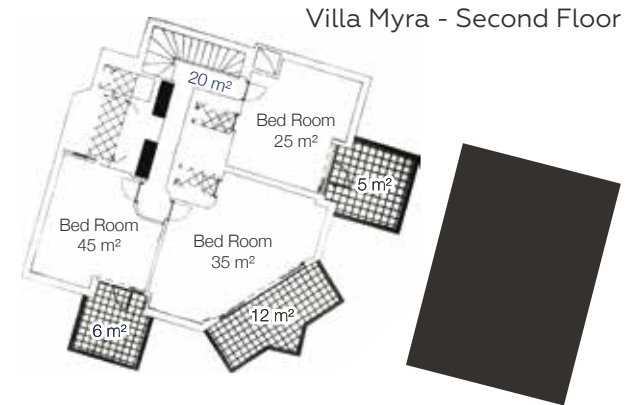 Villa Myra - Second Floor
20 m²
Bed Room
25 m²
5 m²
Bed Room
45 m²
Bed Room
35 m²
12 m²
6 m²